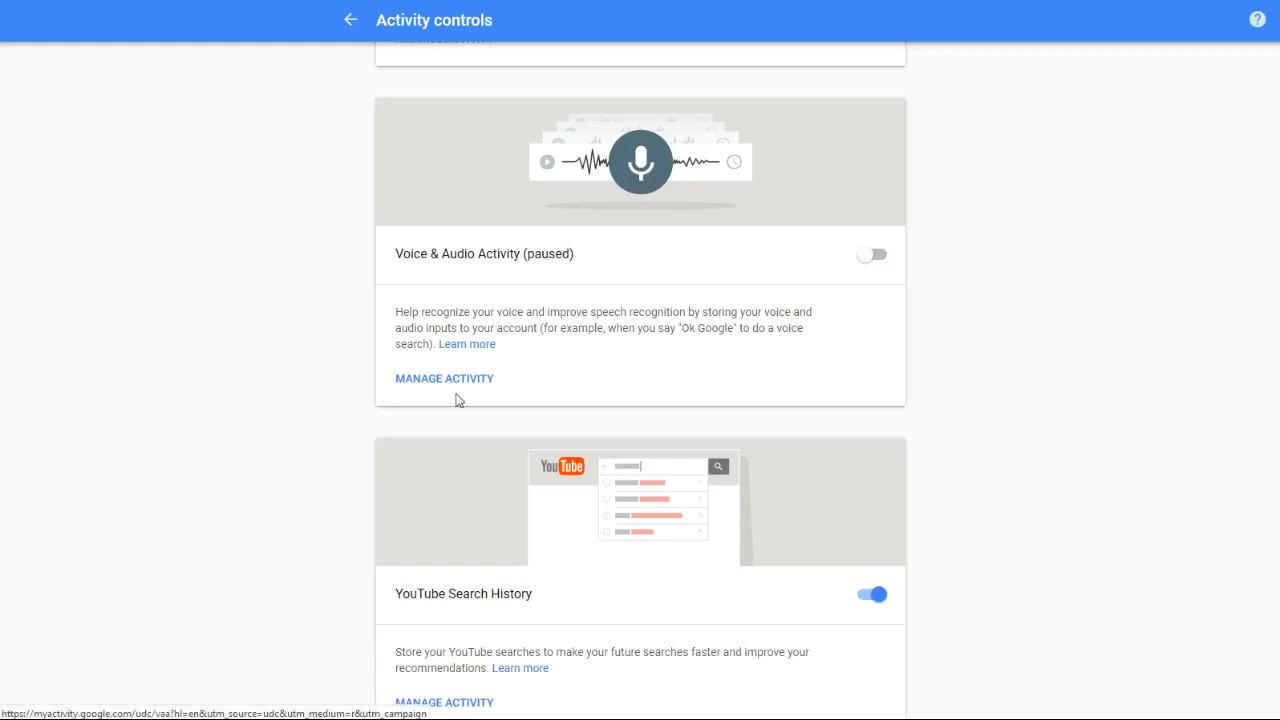 Activity controls
Voice & Audio Activity (paused)
Help recognize your voice and improve speech recognition by storing your voice and
audio inputs to your account (for example, when you say "Ok Google" to do a voice
search). Learn more
MANAGE ACTIVITY
YouTube
YouTube Search History
Store your YouTube searches to make your future searches faster and improve your
recommendations. Learn more
MANAGE ACTIVITY
https://myactivity.google.com/udc/vaa?hl=en&utm_source=udc&utm_medium=r&utm_campaign